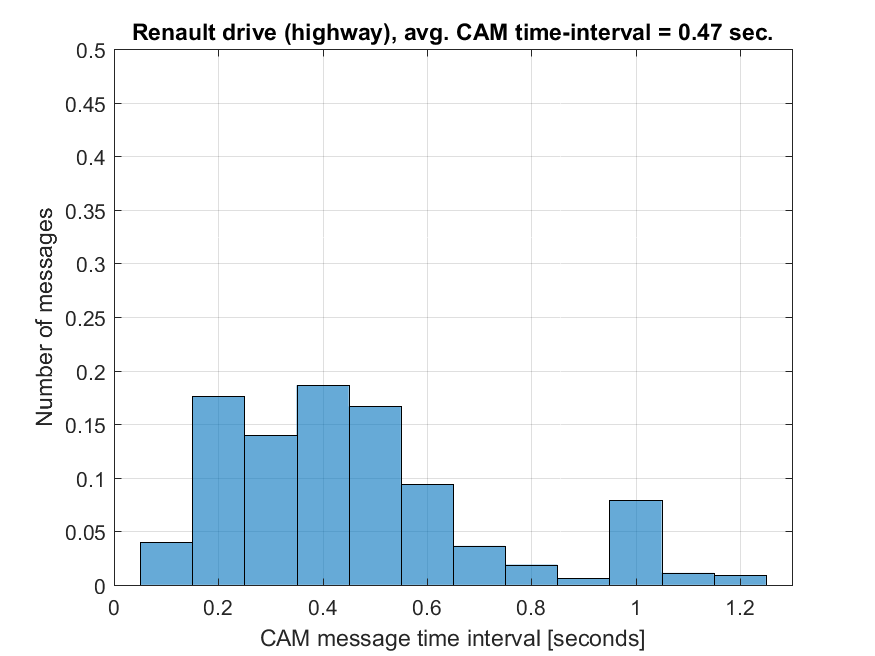 Renault drive (highway), avg. CAM time-interval = 0.47 sec.
0.5
0.45
0.4
0.35
0.3
0.25
0.2
0.15
0.1
0.05
0
Number of messages
0 0.2 0.4 0.6 0.8 1 1.2
CAM message time interval [seconds]